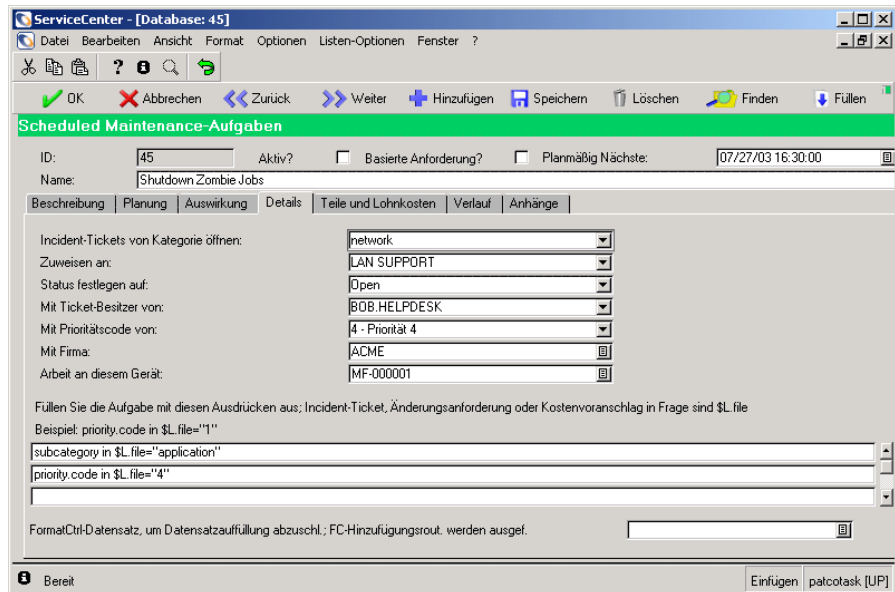 ServiceCenter - [Database: 45]
Datei Bearbeiten Ansicht Format Optionen Listen-Optionen Fenster ?
OK Abbrechen Zurück Weiter Hinzufügen Speichern Löschen Finden Füllen
Scheduled Maintenance-Aufgaben
ID: 45 Aktiv? Basierte Anforderung? Planmäßig Nächste: 07/27/03 16:30:00
Name: Shutdown Zombie Jobs
Beschreibung Planung Auswirkung Details Teile und Lohnkosten Verlauf Anhänge
Incident-Tickets von Kategorie öffnen: network
Zuweisen an: LAN SUPPORT
Status festlegen auf: Open
Mit Ticket-Besitzer von: BOB.HELPDESK
Mit Prioritätscode von: 4 - Priorität 4
Mit Firma: ACME
Arbeit an diesem Gerät: MF-000001
Füllen Sie die Aufgabe mit diesen Ausdrücken aus; Incident-Ticket, Änderungsanforderung oder Kostenvoranschlag in Frage sind $L.file
Beispiel: priority.code in $L.file="1"
subcategory in $L.file="application"
priority.code in $L.file="4"
FormatCtrl-Datensatz, um Datensatzauffüllung abzuschl.; FC-Hinzufügungsrout. werden ausgef.
Bereit Einfügen patcotask [UP]